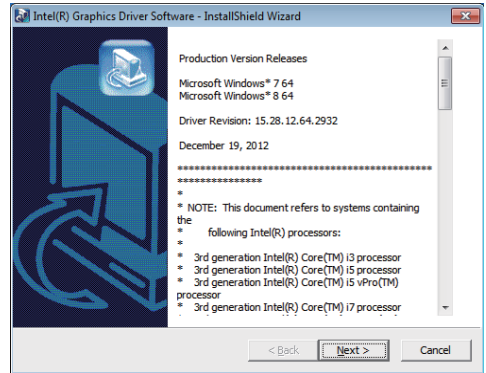 Intel(R) Graphics Driver Software - InstallShield Wizard
Production Version Releases
Microsoft Windows* 7 64
Microsoft Windows* 8 64
Driver Revision: 15.28.12.64.2932
December 19, 2012
************************************************
***************
*
* NOTE: This document refers to systems containing
the
* following Intel(R) processors:
*
* 3rd generation Intel(R) Core(TM) i3 processor
* 3rd generation Intel(R) Core(TM) i5 processor
* 3rd generation Intel(R) Core(TM) i5 vPro(TM)
processor
* 3rd generation Intel(R) Core(TM) i7 processor
< Back
Next >
Cancel